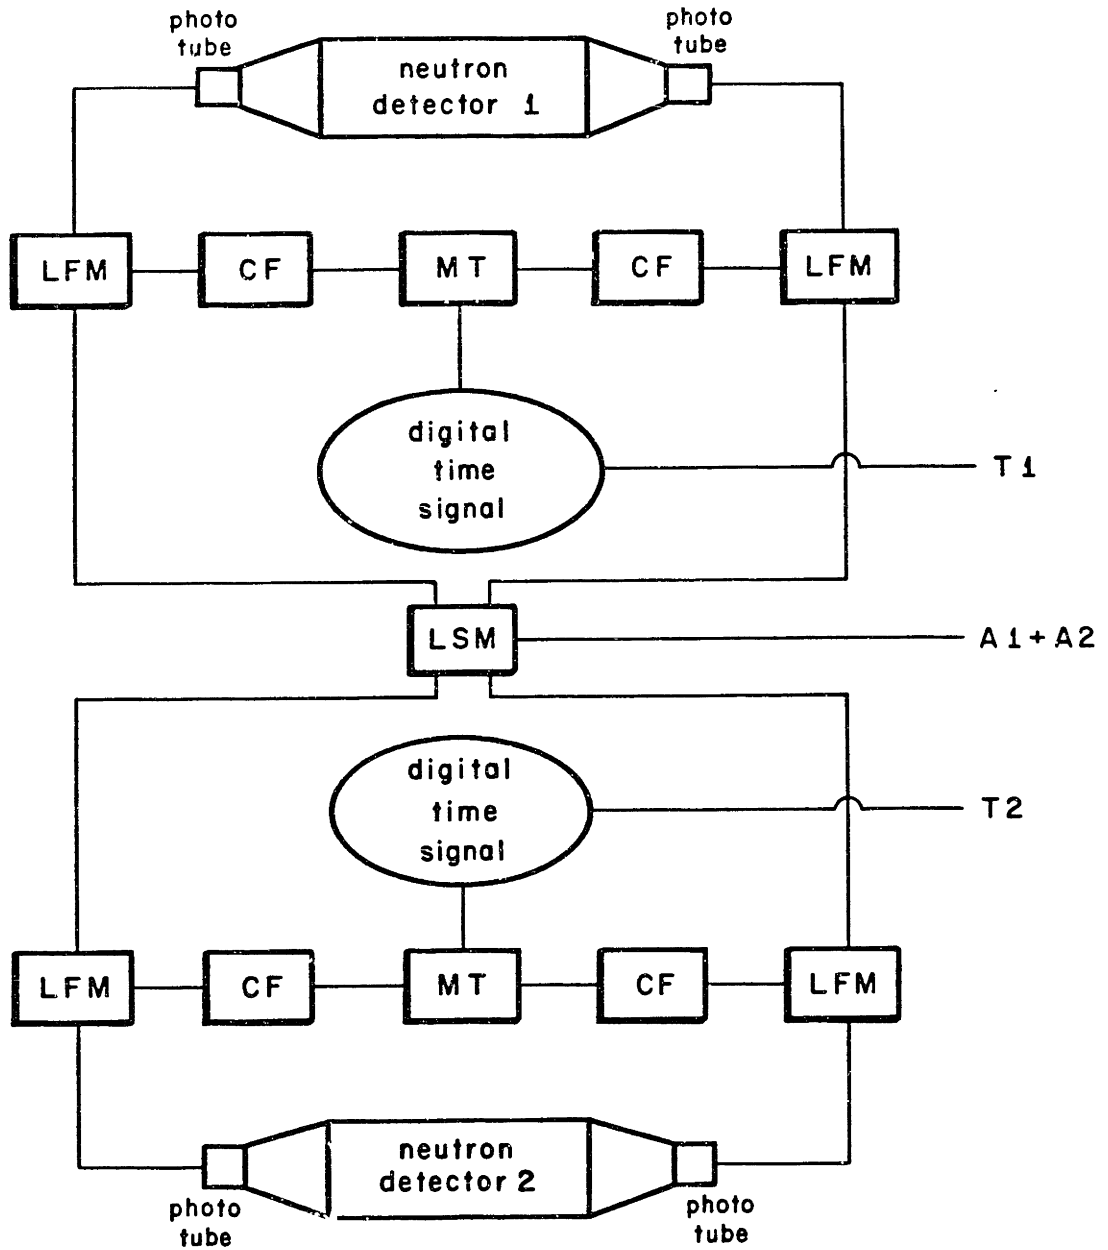 photo
tube
photo
tube
neutron
detector 1
LFM
CF
MT
CF
LFM
digital
time
signal
T1
LSM
A1+A2
digital
time
signal
T2
LFM
CF
MT
CF
LFM
neutron
detector 2
photo
tube
photo
tube